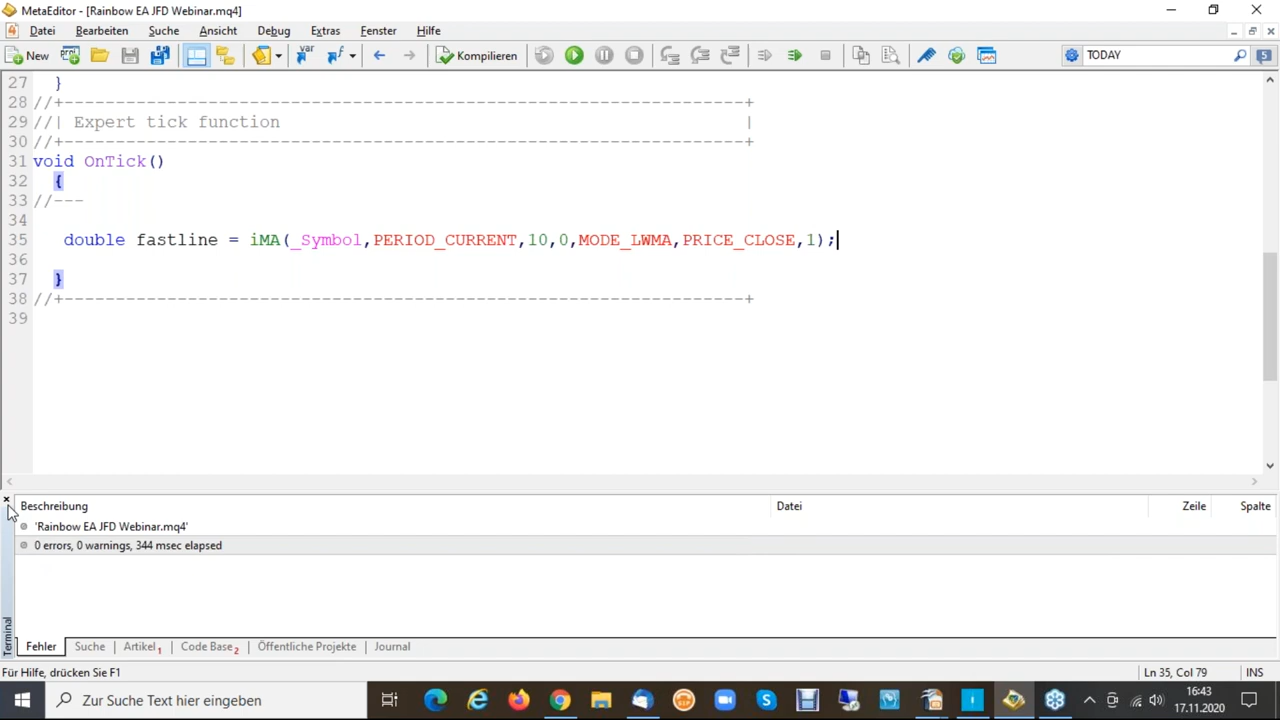 MetaEditor - [Rainbow EA JFD Webinar.mq4]
Datei Bearbeiten Suche Ansicht Debug Extras Fenster Hilfe
New Kompilieren TODAY 5
27 }
28 //+------------------------------------------------------------------+
29 //| Expert tick function |
30 //+------------------------------------------------------------------+
31 void OnTick()
32 {
33 //---
34
35 double fastline = iMA(_Symbol,PERIOD_CURRENT,10,0,MODE_LWMA,PRICE_CLOSE,1);
36
37 }
38 //+------------------------------------------------------------------+
39
Beschreibung Datei Zeile Spalte
'Rainbow EA JFD Webinar.mq4'
0 errors, 0 warnings, 344 msec elapsed
Terminal
Fehler Suche Artikel 1 Code Base 2 Öffentliche Projekte Journal
Für Hilfe, drücken Sie F1 Ln 35, Col 79 INS
Zur Suche Text hier eingeben
16:43
17.11.2020